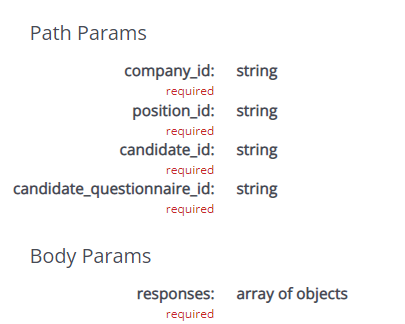 Path Params
company_id: string
required
position_id: string
required
candidate_id: string
required
candidate_questionnaire_id: string
required
Body Params
responses: array of objects
required